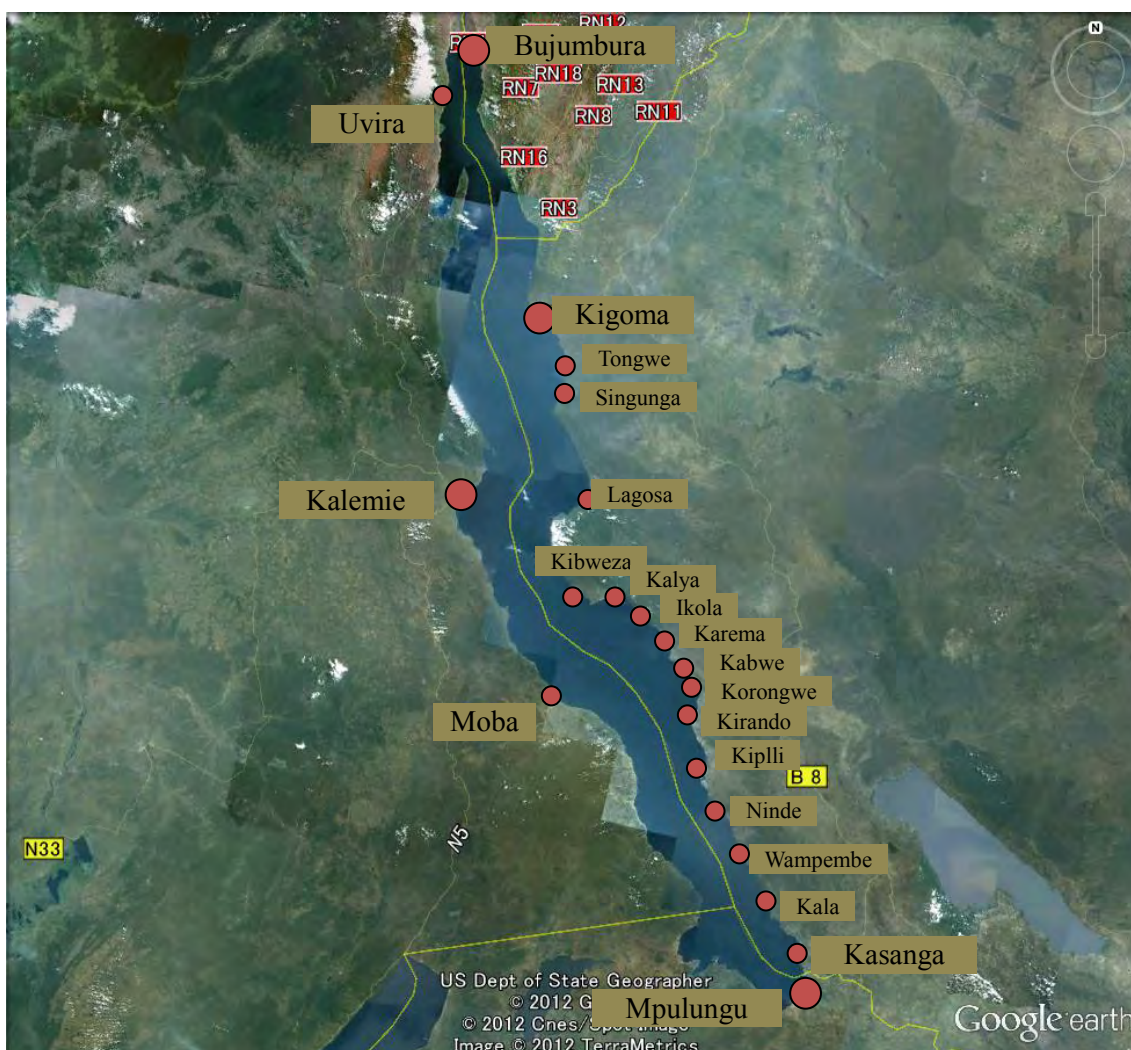 RN12
Bujumbura
RN18
RN7
RN13
RN8
RN11
Uvira
RN16
RN3
Kigoma
Tongwe
Singunga
Kalemie
Lagosa
Kibweza
Kalya
Ikola
Karema
Kabwe
Korongwe
Kirando
Moba
Kiplli
B 8
Ninde
N33
N5
Wampembe
Kala
Kasanga
US Dept of State Geographer
© 2012
Mpulungu
© 2012 Cnes/Spot Image
Image © 2012 TerraMetrics
Google earth
N